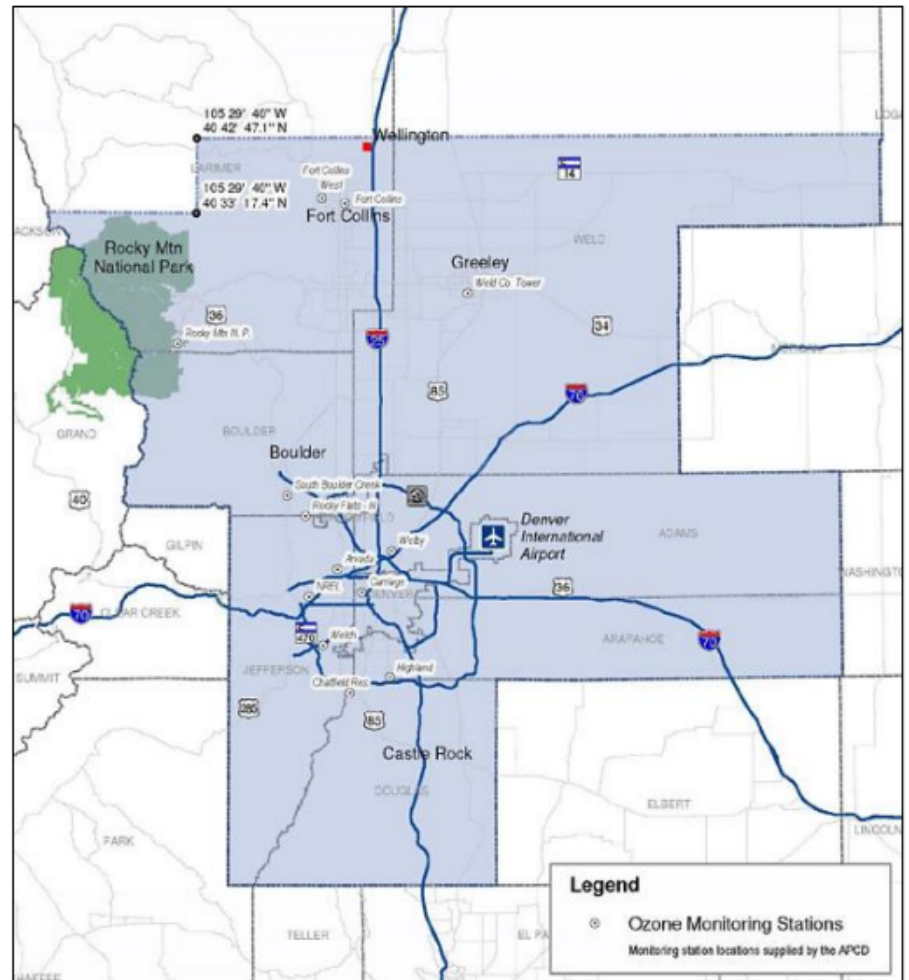 105 29' 40" W
40 42' 47.1" N
Wellington
LARIMER
14
Fort Collins
West
Fort Collins
105 29' 40" W
40 33' 17.4" N
Fort Collins
WELD
Rocky Mtn
National Park
Greeley
Weld Co. Tower
36
34
Rocky Mtn N. P.
25
85
70
GRAND
BOULDER
Boulder
40
South Boulder Creek
Rocky Flats - N
Denver
International
Airport
ADAMS
GILPIN
Welby
Arvada
NREL
Carriage
DENVER
36
70
CLEAR CREEK
470
Welch
ARAPAHOE
70
JEFFERSON
Highland
SUMMIT
Chatfield Res.
285
85
Castle Rock
DOUGLAS
ELBERT
LINCOLN
PARK
Legend
Ozone Monitoring Stations
Monitoring station locations supplied by the APCD
TELLER
EL PA